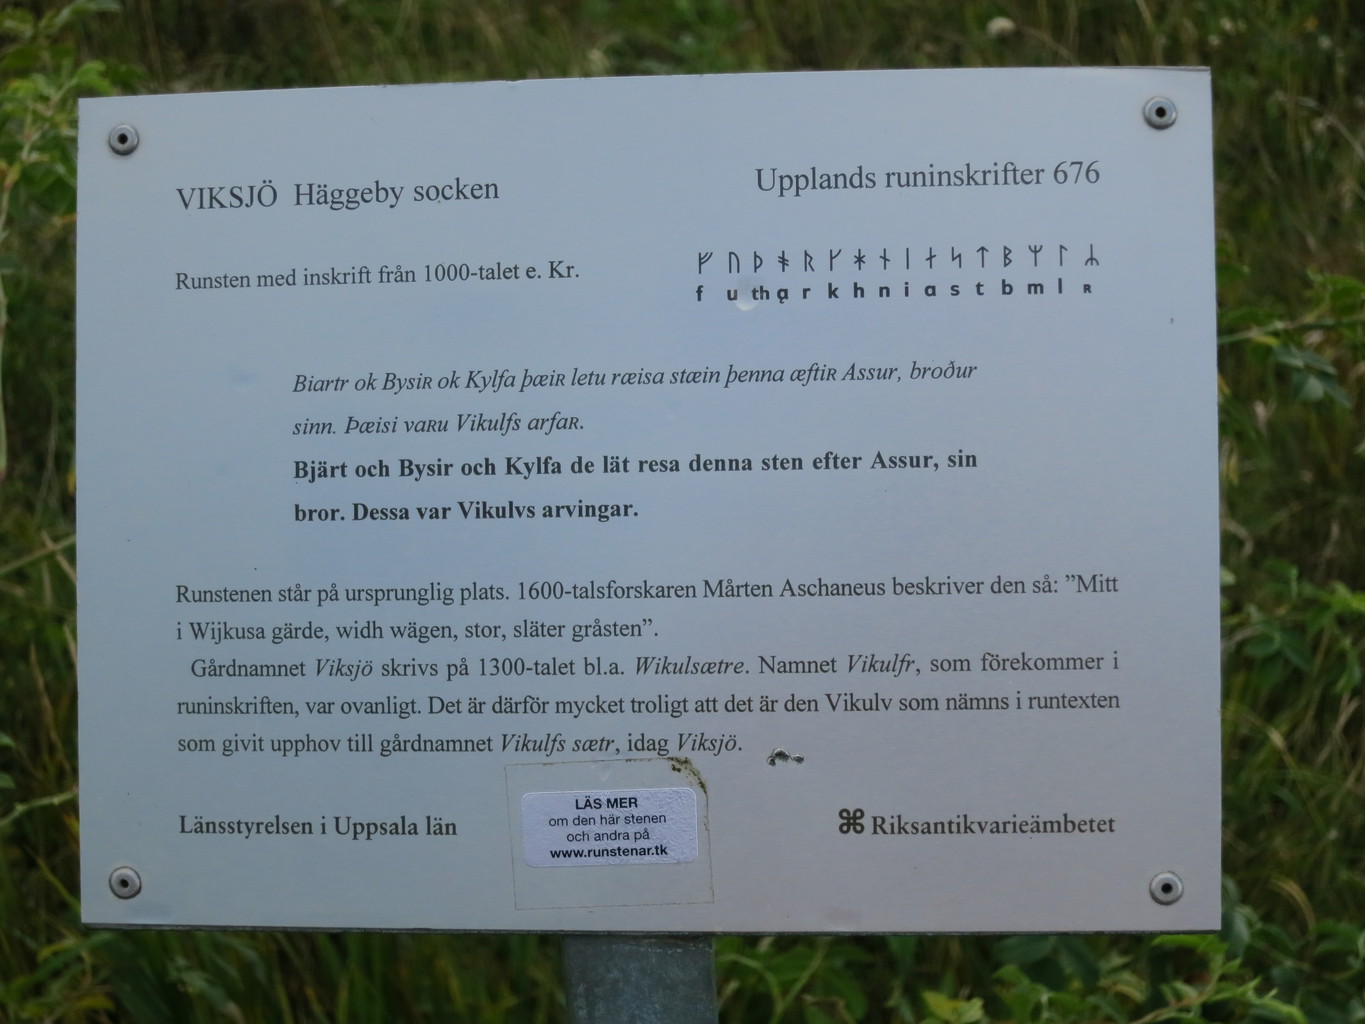 VIKSJÖ Häggeby socken
Upplands runinskrifter 676
Runsten med inskrift från 1000-talet e. Kr.
ᚠ ᚢ ᚦ ᚯ ᚱ ᚴ ᚼ ᚾ ᛁ ᛅ ᛋ ᛏ ᛒ ᛘ ᛚ ᛦ
f u th ą r k h n i a s t b m l ʀ
Biartr ok Bysiʀ ok Kylfa þæiʀ letu ræisa stæin þenna æftiʀ Assur, broður
sinn. Þæisi vaʀu Vikulfs arfaʀ.
Bjärt och Bysir och Kylfa de lät resa denna sten efter Assur, sin
bror. Dessa var Vikulvs arvingar.
Runstenen står på ursprunglig plats. 1600-talsforskaren Mårten Aschaneus beskriver den så: ”Mitt
i Wijkusa gärde, widh wägen, stor, släter gråsten”.
Gårdnamnet Viksjö skrivs på 1300-talet bl.a. Wikulsætre. Namnet Vikulfr, som förekommer i
runinskriften, var ovanligt. Det är därför mycket troligt att det är den Vikulv som nämns i runtexten
som givit upphov till gårdnamnet Vikulfs sætr, idag Viksjö.
Länsstyrelsen i Uppsala län
LÄS MER
om den här stenen
och andra på
www.runstenar.tk
⌘ Riksantikvarieämbetet